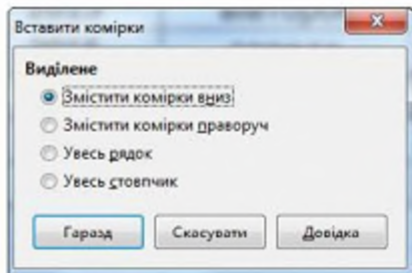 Вставити комірки
Виділене
Змістити комірки вниз
Змістити комірки праворуч
Увесь рядок
Увесь стовпчик
Гаразд Скасувати Довідка